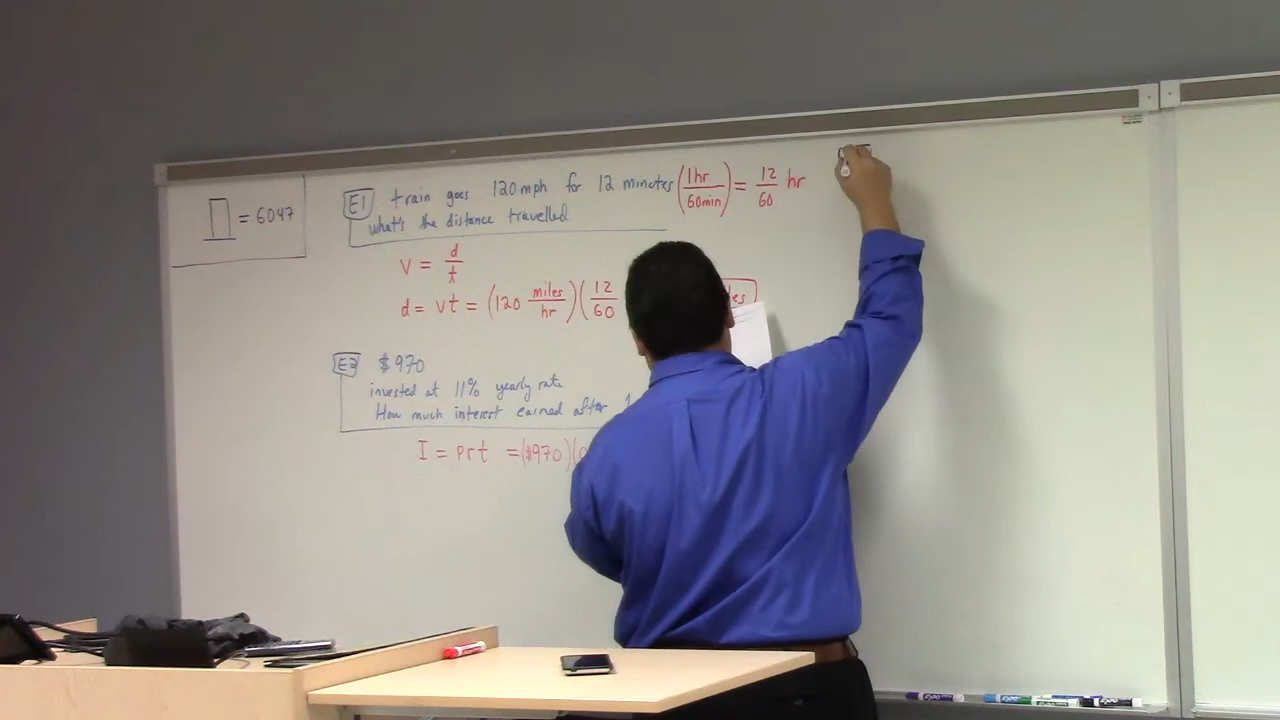 = 6047
E1 train goes 120 mph for 12 minutes (1hr/60min) = 12/60 hr
what's the distance travelled
v = d/t
d = vt = (120 miles/hr)(12/60
E2 $970
invested at 11% yearly rate
How much interest earned after
I = prt = ($970)(0